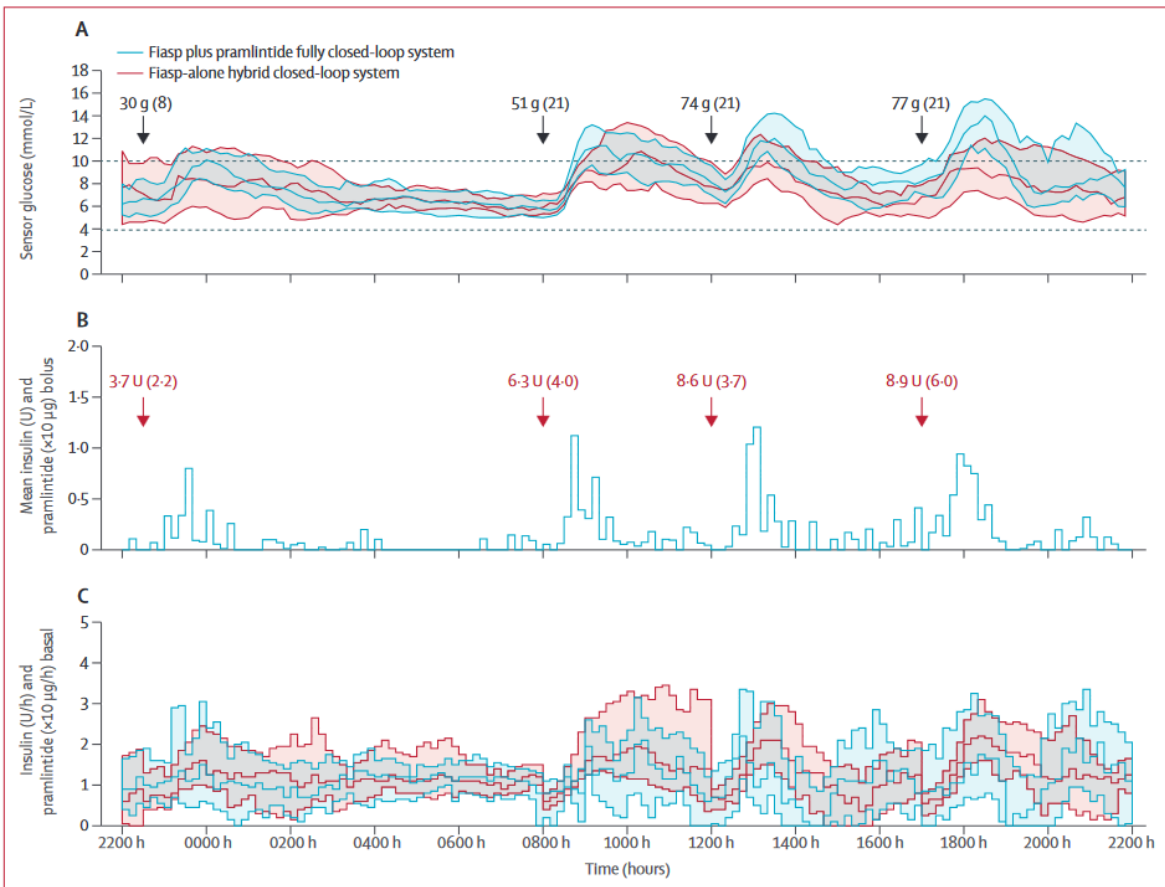 A
Fiasp plus pramlintide fully closed-loop system
Fiasp-alone hybrid closed-loop system
Sensor glucose (mmol/L)
18
16
14
12
10
8
6
4
2
0
30 g (8)
51 g (21)
74 g (21)
77 g (21)
B
Mean insulin (U) and
pramlintide (×10 µg) bolus
2·0
1·5
1·0
0·5
0
3·7 U (2·2)
6·3 U (4·0)
8·6 U (3·7)
8·9 U (6·0)
C
Insulin (U/h) and
pramlintide (×10 µg/h) basal
5
4
3
2
1
0
2200 h
0000 h
0200 h
0400 h
0600 h
0800 h
1000 h
1200 h
1400 h
1600 h
1800 h
2000 h
2200 h
Time (hours)